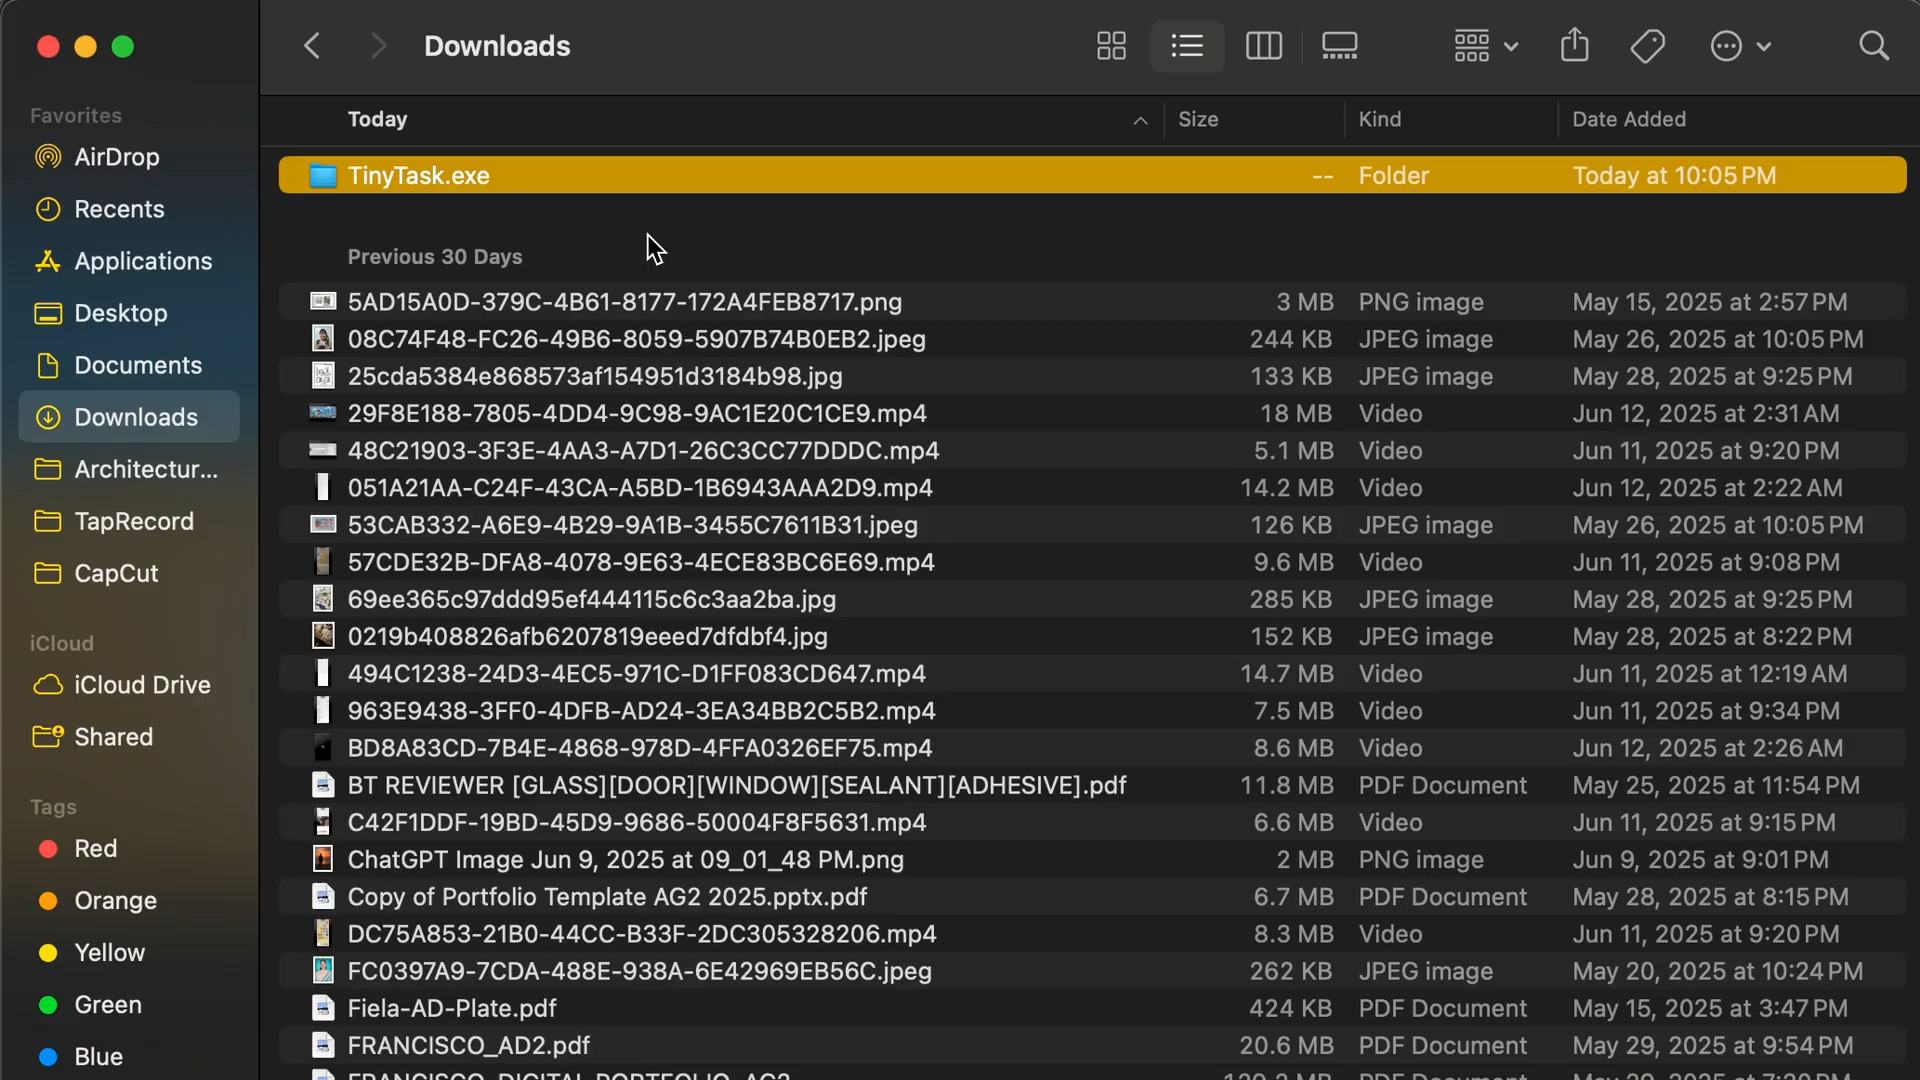 Downloads
Favorites
AirDrop
Recents
Applications
Desktop
Documents
Downloads
Architectur...
TapRecord
CapCut
iCloud
iCloud Drive
Shared
Tags
Red
Orange
Yellow
Green
Blue
Today Size Kind Date Added
TinyTask.exe -- Folder Today at 10:05 PM
Previous 30 Days
5AD15A0D-379C-4B61-8177-172A4FEB8717.png 3 MB PNG image May 15, 2025 at 2:57 PM
08C74F48-FC26-49B6-8059-5907B74B0EB2.jpeg 244 KB JPEG image May 26, 2025 at 10:05 PM
25cda5384e868573af154951d3184b98.jpg 133 KB JPEG image May 28, 2025 at 9:25 PM
29F8E188-7805-4DD4-9C98-9AC1E20C1CE9.mp4 18 MB Video Jun 12, 2025 at 2:31 AM
48C21903-3F3E-4AA3-A7D1-26C3CC77DDDC.mp4 5.1 MB Video Jun 11, 2025 at 9:20 PM
051A21AA-C24F-43CA-A5BD-1B6943AAA2D9.mp4 14.2 MB Video Jun 12, 2025 at 2:22 AM
53CAB332-A6E9-4B29-9A1B-3455C7611B31.jpeg 126 KB JPEG image May 26, 2025 at 10:05 PM
57CDE32B-DFA8-4078-9E63-4ECE83BC6E69.mp4 9.6 MB Video Jun 11, 2025 at 9:08 PM
69ee365c97ddd95ef444115c6c3aa2ba.jpg 285 KB JPEG image May 28, 2025 at 9:25 PM
0219b408826afb6207819eeed7dfdbf4.jpg 152 KB JPEG image May 28, 2025 at 8:22 PM
494C1238-24D3-4EC5-971C-D1FF083CD647.mp4 14.7 MB Video Jun 11, 2025 at 12:19 AM
963E9438-3FF0-4DFB-AD24-3EA34BB2C5B2.mp4 7.5 MB Video Jun 11, 2025 at 9:34 PM
BD8A83CD-7B4E-4868-978D-4FFA0326EF75.mp4 8.6 MB Video Jun 12, 2025 at 2:26 AM
BT REVIEWER [GLASS][DOOR][WINDOW][SEALANT][ADHESIVE].pdf 11.8 MB PDF Document May 25, 2025 at 11:54 PM
C42F1DDF-19BD-45D9-9686-50004F8F5631.mp4 6.6 MB Video Jun 11, 2025 at 9:15 PM
ChatGPT Image Jun 9, 2025 at 09_01_48 PM.png 2 MB PNG image Jun 9, 2025 at 9:01 PM
Copy of Portfolio Template AG2 2025.pptx.pdf 6.7 MB PDF Document May 28, 2025 at 8:15 PM
DC75A853-21B0-44CC-B33F-2DC305328206.mp4 8.3 MB Video Jun 11, 2025 at 9:20 PM
FC0397A9-7CDA-488E-938A-6E42969EB56C.jpeg 262 KB JPEG image May 20, 2025 at 10:24 PM
Fiela-AD-Plate.pdf 424 KB PDF Document May 15, 2025 at 3:47 PM
FRANCISCO_AD2.pdf 20.6 MB PDF Document May 29, 2025 at 9:54 PM